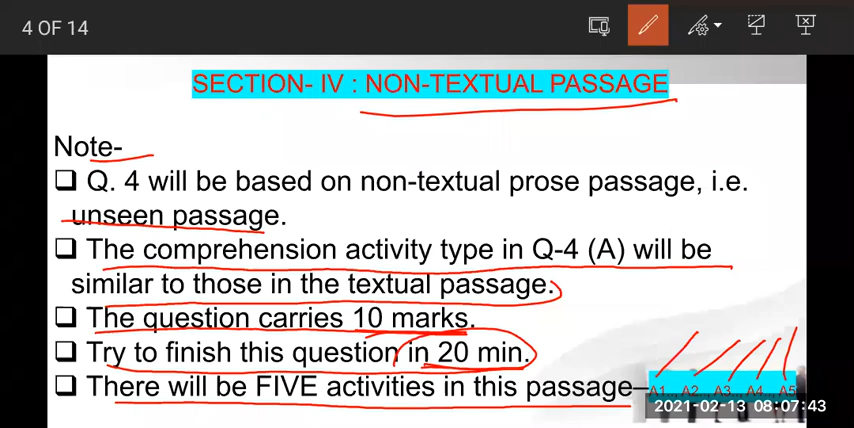 4 OF 14
SECTION- IV : NON-TEXTUAL PASSAGE
Note-
❑ Q. 4 will be based on non-textual prose passage, i.e.
unseen passage.
❑ The comprehension activity type in Q-4 (A) will be
similar to those in the textual passage.
❑ The question carries 10 marks.
❑ Try to finish this question in 20 min.
❑ There will be FIVE activities in this passage– A1.., A2.., A3.., A4.., A5
2021-02-13 08:07:43